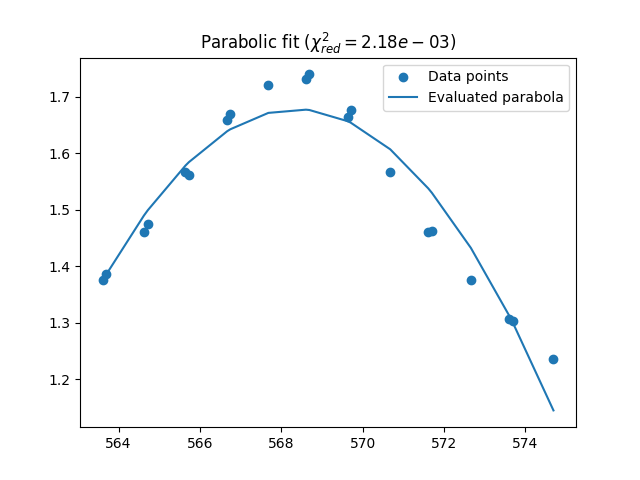 Parabolic fit (χ²_red = 2.18e − 03)
Data points
Evaluated parabola
1.7
1.6
1.5
1.4
1.3
1.2
564 566 568 570 572 574